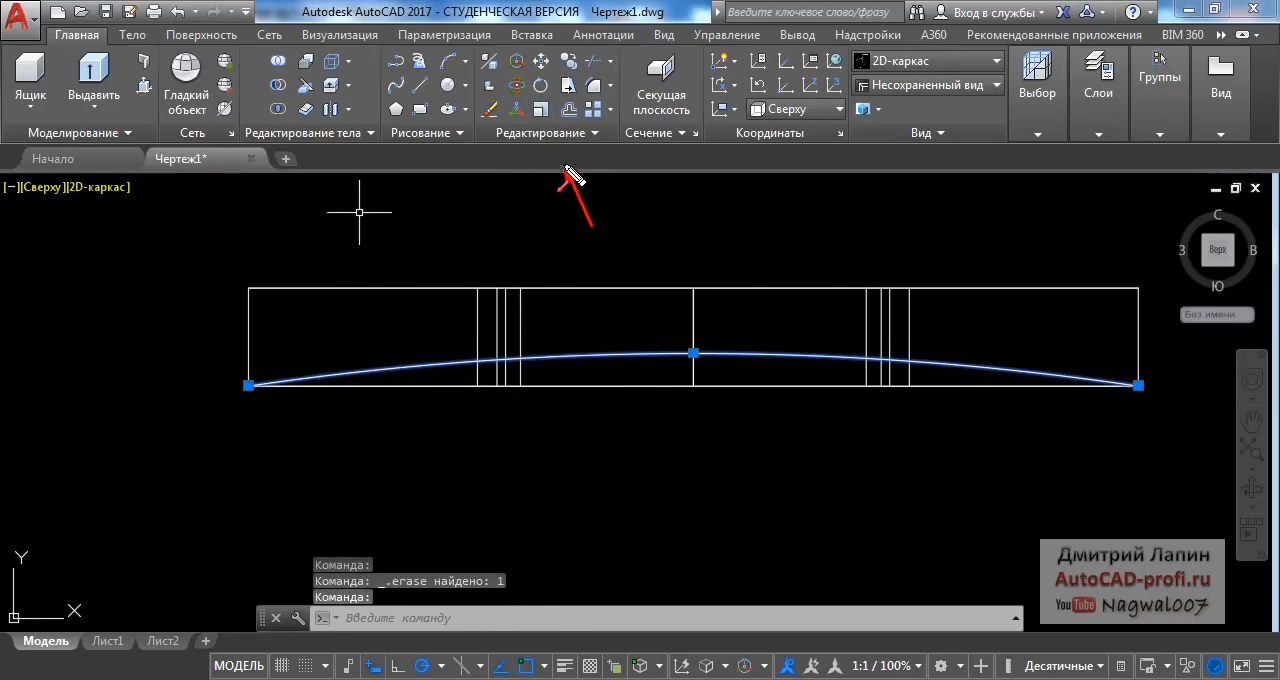 Autodesk AutoCAD 2017 - СТУДЕНЧЕСКАЯ ВЕРСИЯ Чертеж1.dwg
Введите ключевое слово/фразу
Вход в службы
Главная Тело Поверхность Сеть Визуализация Параметризация Вставка Аннотации Вид Управление Вывод Надстройки A360 Рекомендованные приложения BIM 360
Ящик Выдавить Гладкий объект Секущая плоскость
2D-каркас
Несохраненный вид
Сверху
Выбор Слои Группы Вид
Моделирование Сеть Редактирование тела Рисование Редактирование Сечение Координаты Вид
Начало Чертеж1*
[−][Сверху][2D-каркас]
С
З Верх В
Ю
Без имени
Дмитрий Лапин
AutoCAD-profi.ru
YouTube Nagwal007
Y
X
Команда:
Команда: _.erase найдено: 1
Команда:
Введите команду
Модель Лист1 Лист2
МОДЕЛЬ 1:1 / 100% Десятичные